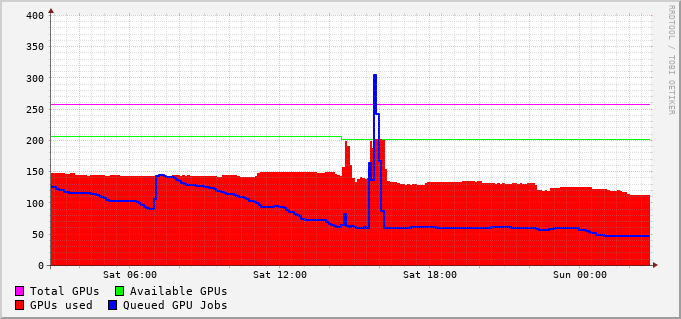 RRDTOOL / TOBI OETIKER
400
350
300
250
200
150
100
50
0
Sat 06:00 Sat 12:00 Sat 18:00 Sun 00:00
Total GPUs Available GPUs
GPUs used Queued GPU Jobs